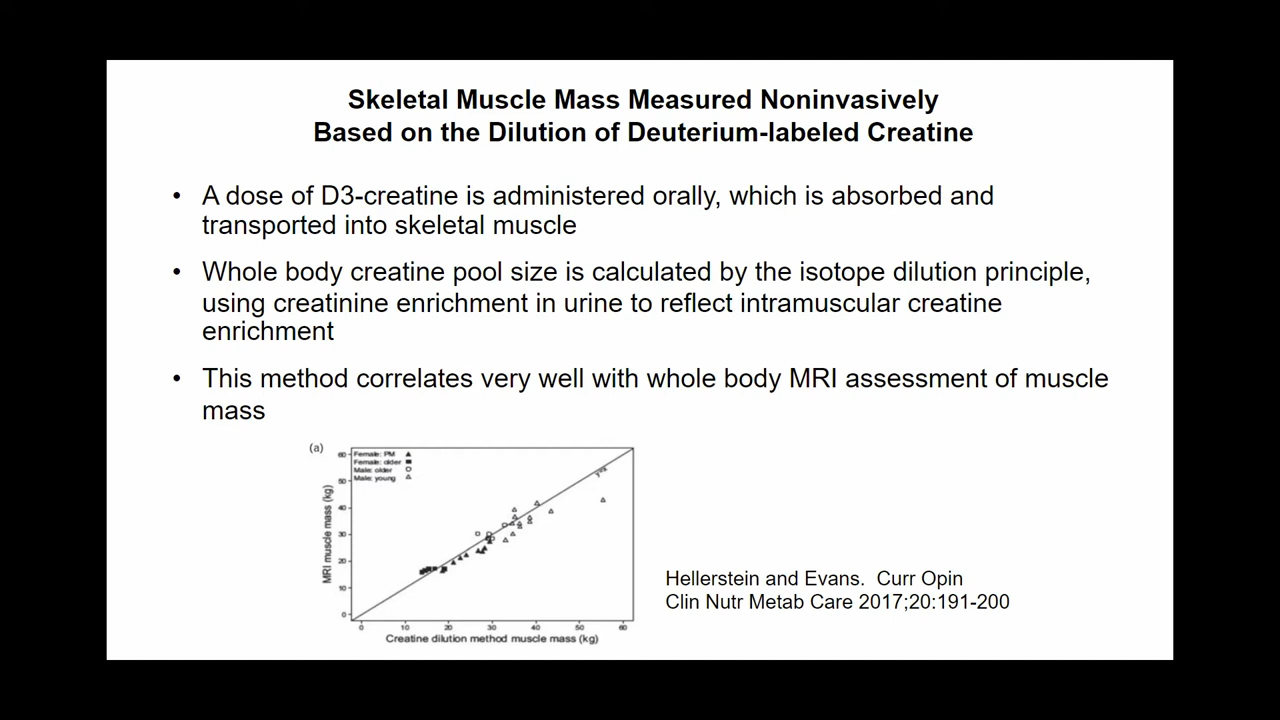 Skeletal Muscle Mass Measured Noninvasively
Based on the Dilution of Deuterium-labeled Creatine
• A dose of D3-creatine is administered orally, which is absorbed and
transported into skeletal muscle
• Whole body creatine pool size is calculated by the isotope dilution principle,
using creatinine enrichment in urine to reflect intramuscular creatine
enrichment
• This method correlates very well with whole body MRI assessment of muscle
mass
(a)
Female: PM
Female: older
Male: older
Male: young
y=x
MRI muscle mass (kg)
60
50
40
30
20
10
0
0 10 20 30 40 50 60
Creatine dilution method muscle mass (kg)
Hellerstein and Evans. Curr Opin
Clin Nutr Metab Care 2017;20:191-200